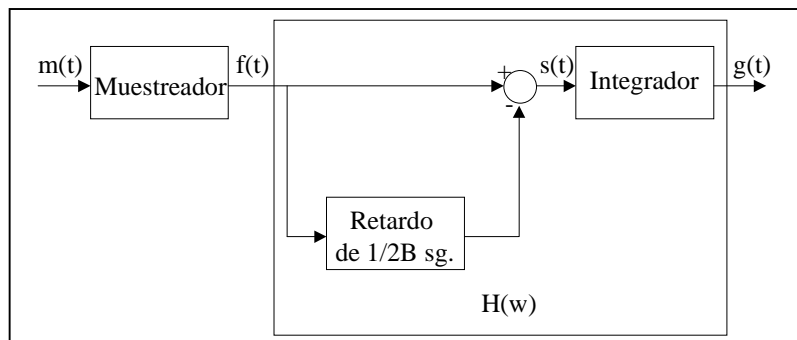 m(t)
Muestreador
f(t)
+
-
s(t)
Integrador
g(t)
Retardo
de 1/2B sg.
H(w)